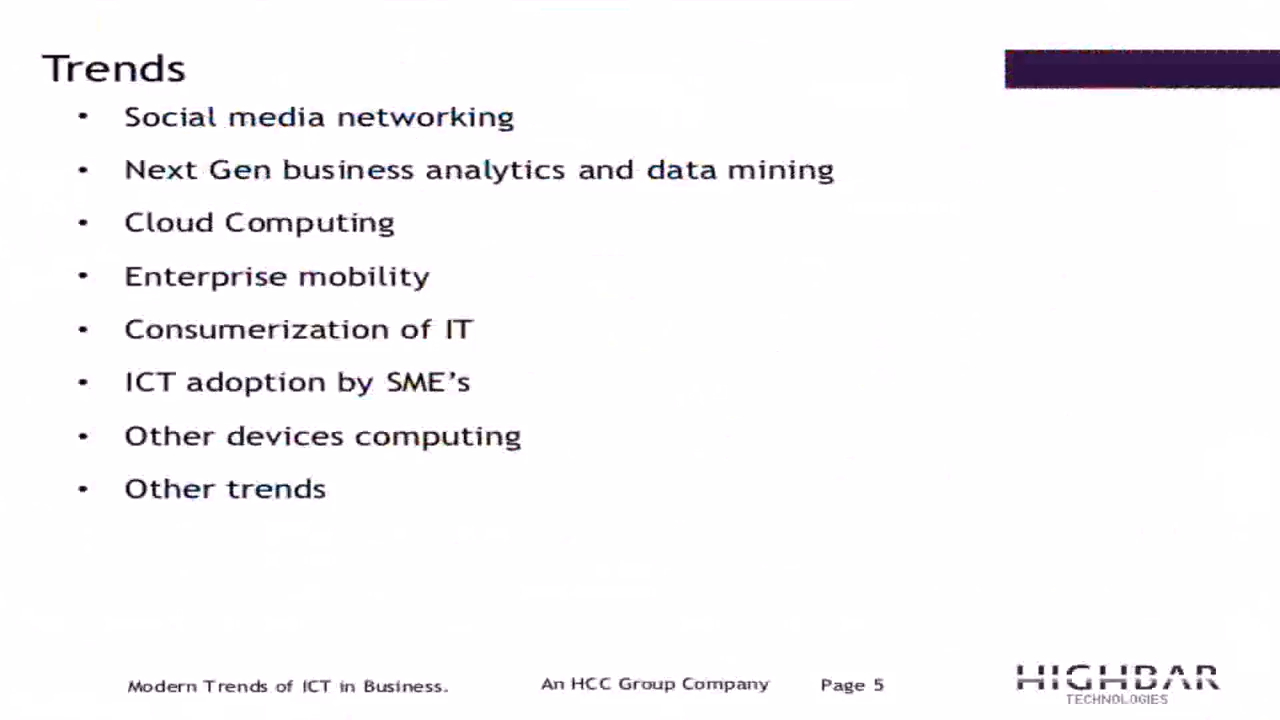 Trends
• Social media networking
• Next Gen business analytics and data mining
• Cloud Computing
• Enterprise mobility
• Consumerization of IT
• ICT adoption by SME’s
• Other devices computing
• Other trends
Modern Trends of ICT in Business. An HCC Group Company Page 5
HIGHBAR
TECHNOLOGIES